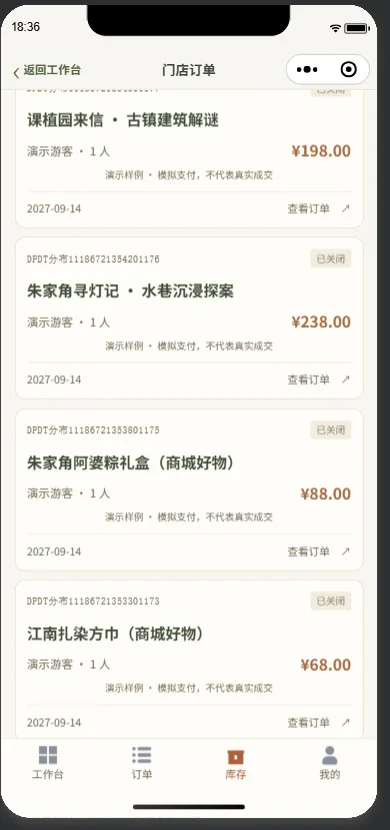 18:36
返回工作台
门店订单
已关闭
课植园来信 · 古镇建筑解谜
演示游客 · 1 人
¥198.00
演示样例 · 模拟支付，不代表真实成交
2027-09-14
查看订单 ↗
DPDT分布11186721354201176
已关闭
朱家角寻灯记 · 水巷沉浸探案
演示游客 · 1 人
¥238.00
演示样例 · 模拟支付，不代表真实成交
2027-09-14
查看订单 ↗
DPDT分布11186721353801175
已关闭
朱家角阿婆粽礼盒（商城好物）
演示游客 · 1 人
¥88.00
演示样例 · 模拟支付，不代表真实成交
2027-09-14
查看订单 ↗
DPDT分布11186721353301173
已关闭
江南扎染方巾（商城好物）
演示游客 · 1 人
¥68.00
演示样例 · 模拟支付，不代表真实成交
2027-09-14
查看订单 ↗
工作台
订单
库存
我的